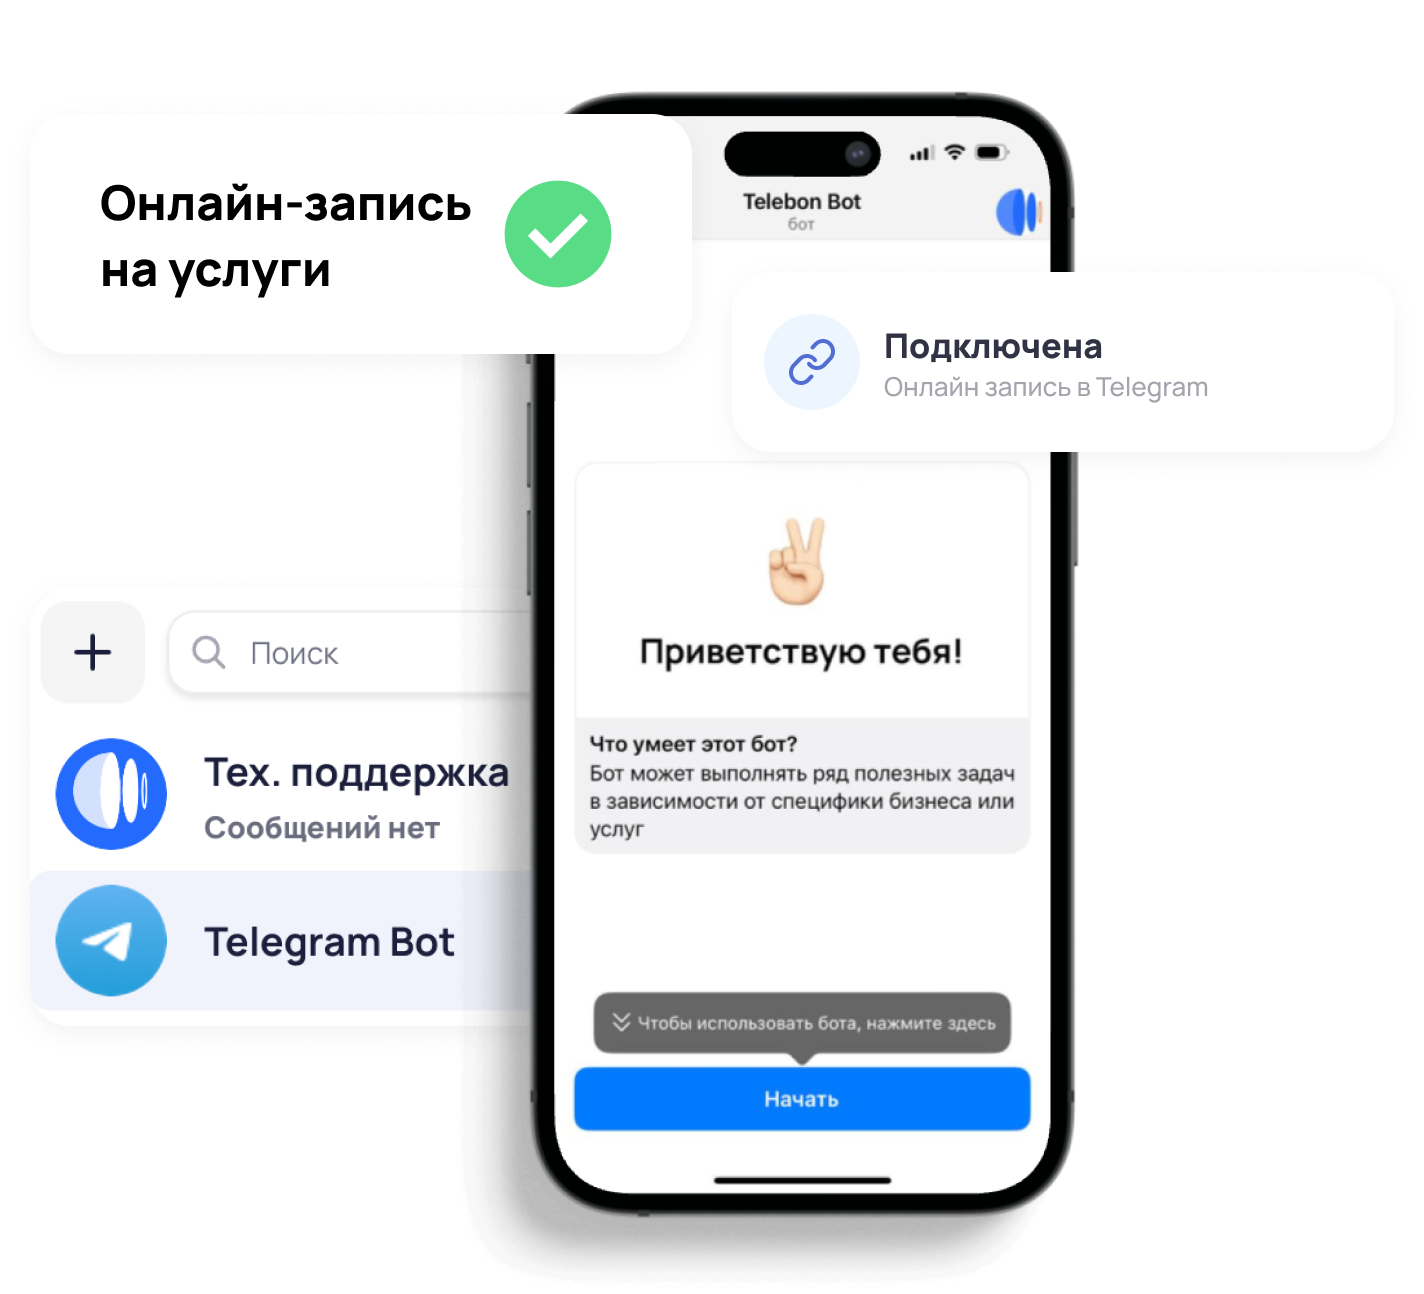 Онлайн-запись
на услуги
Telebon Bot
бот
Подключена
Онлайн запись в Telegram
Приветствую тебя!
Что умеет этот бот?
Бот может выполнять ряд полезных задач
в зависимости от специфики бизнеса или
услуг
Поиск
Тех. поддержка
Сообщений нет
Telegram Bot
Чтобы использовать бота, нажмите здесь
Начать